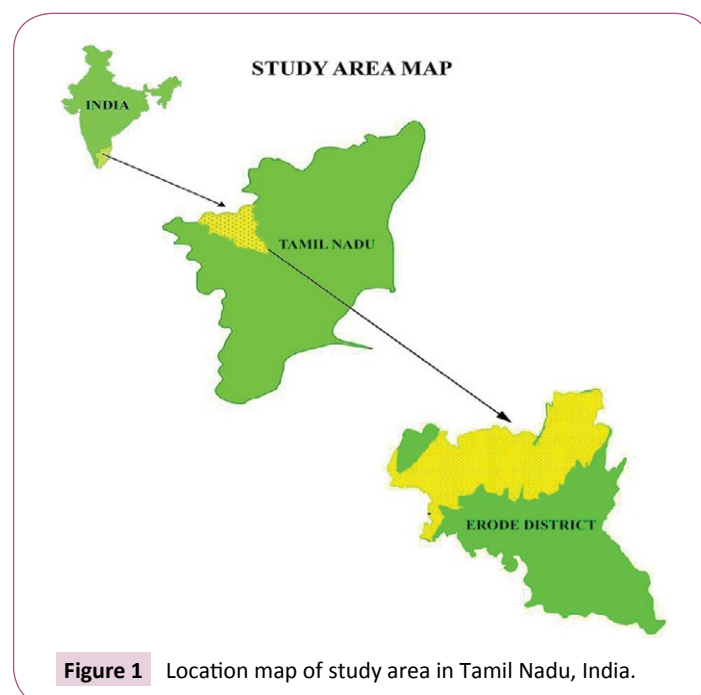 STUDY AREA MAP
INDIA
TAMIL NADU
ERODE DISTRICT
Figure 1 Location map of study area in Tamil Nadu, India.